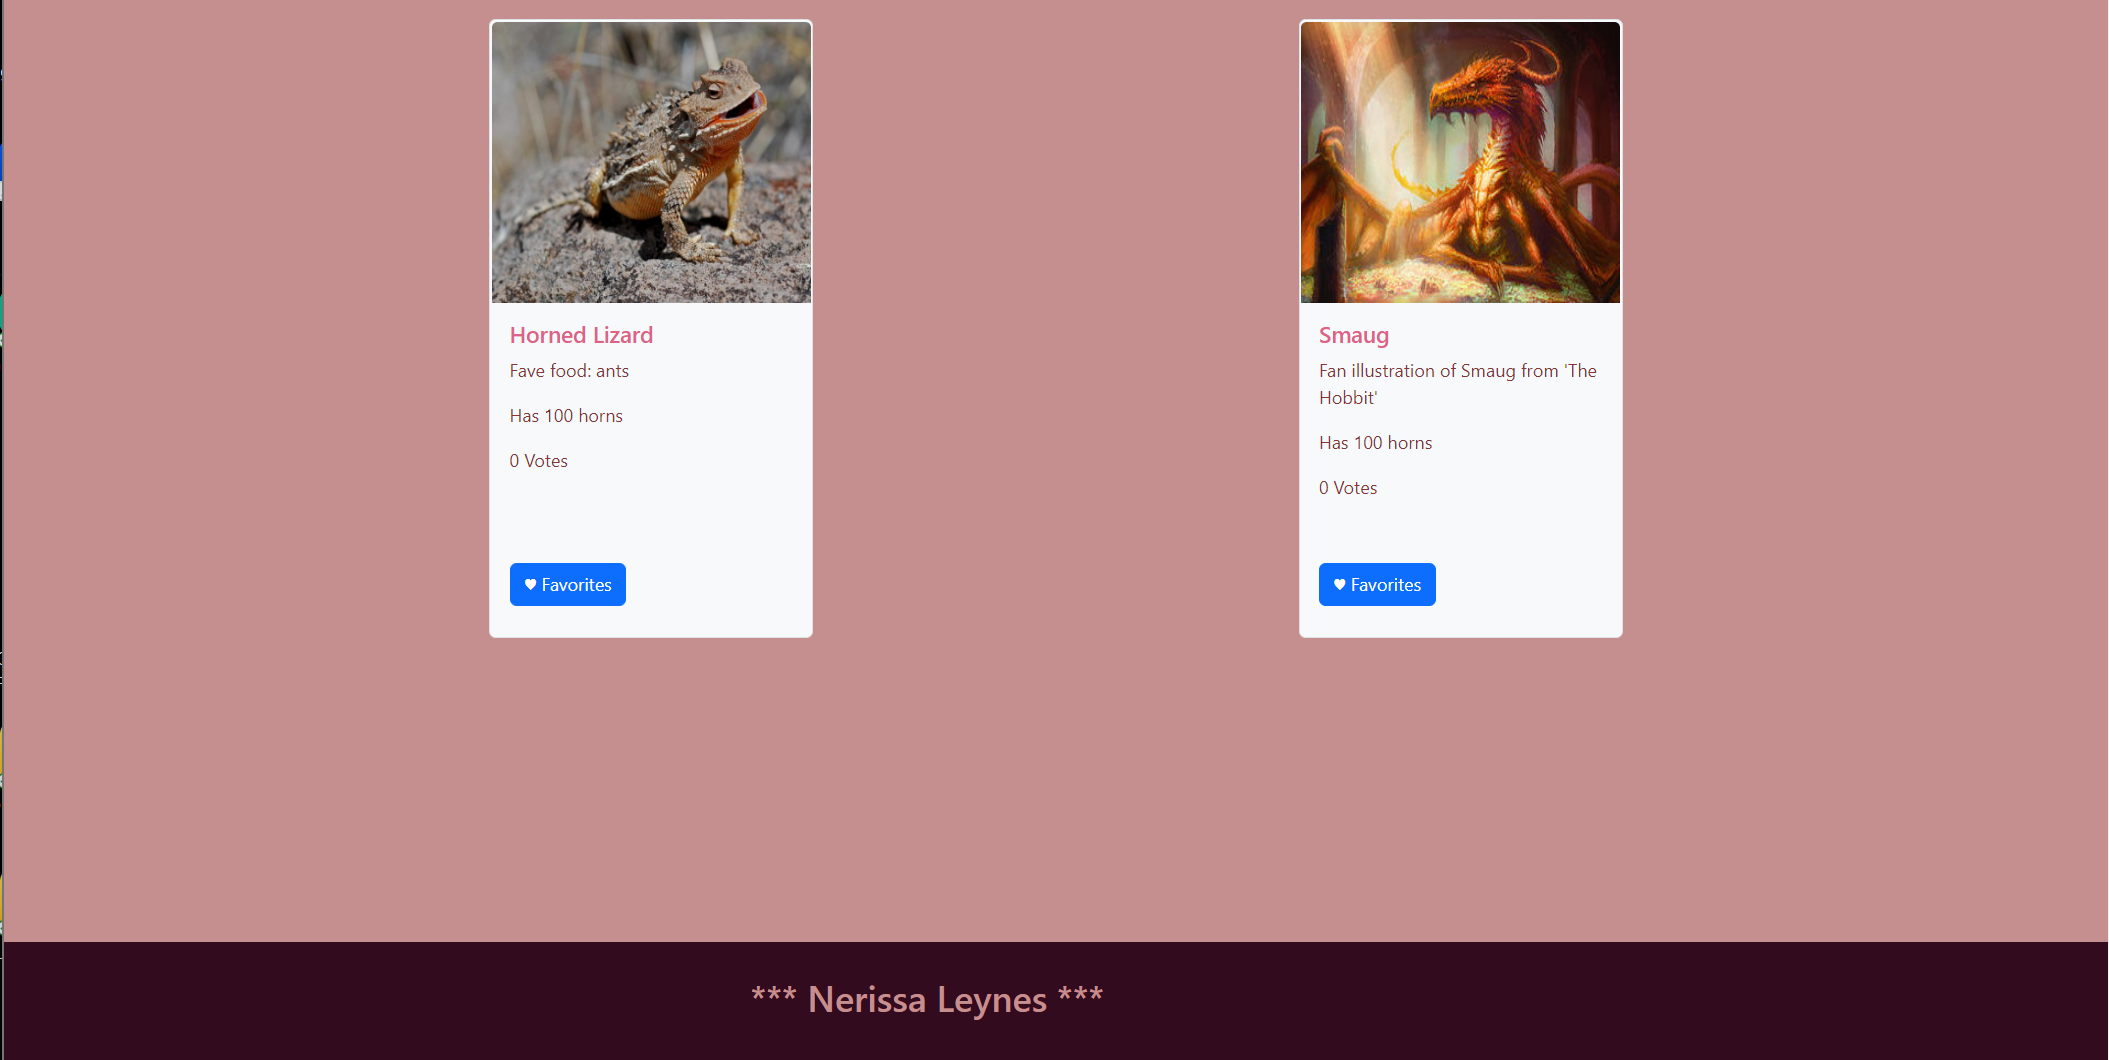 Horned Lizard
Fave food: ants
Has 100 horns
0 Votes
♥ Favorites
Smaug
Fan illustration of Smaug from 'The
Hobbit'
Has 100 horns
0 Votes
♥ Favorites
*** Nerissa Leynes ***